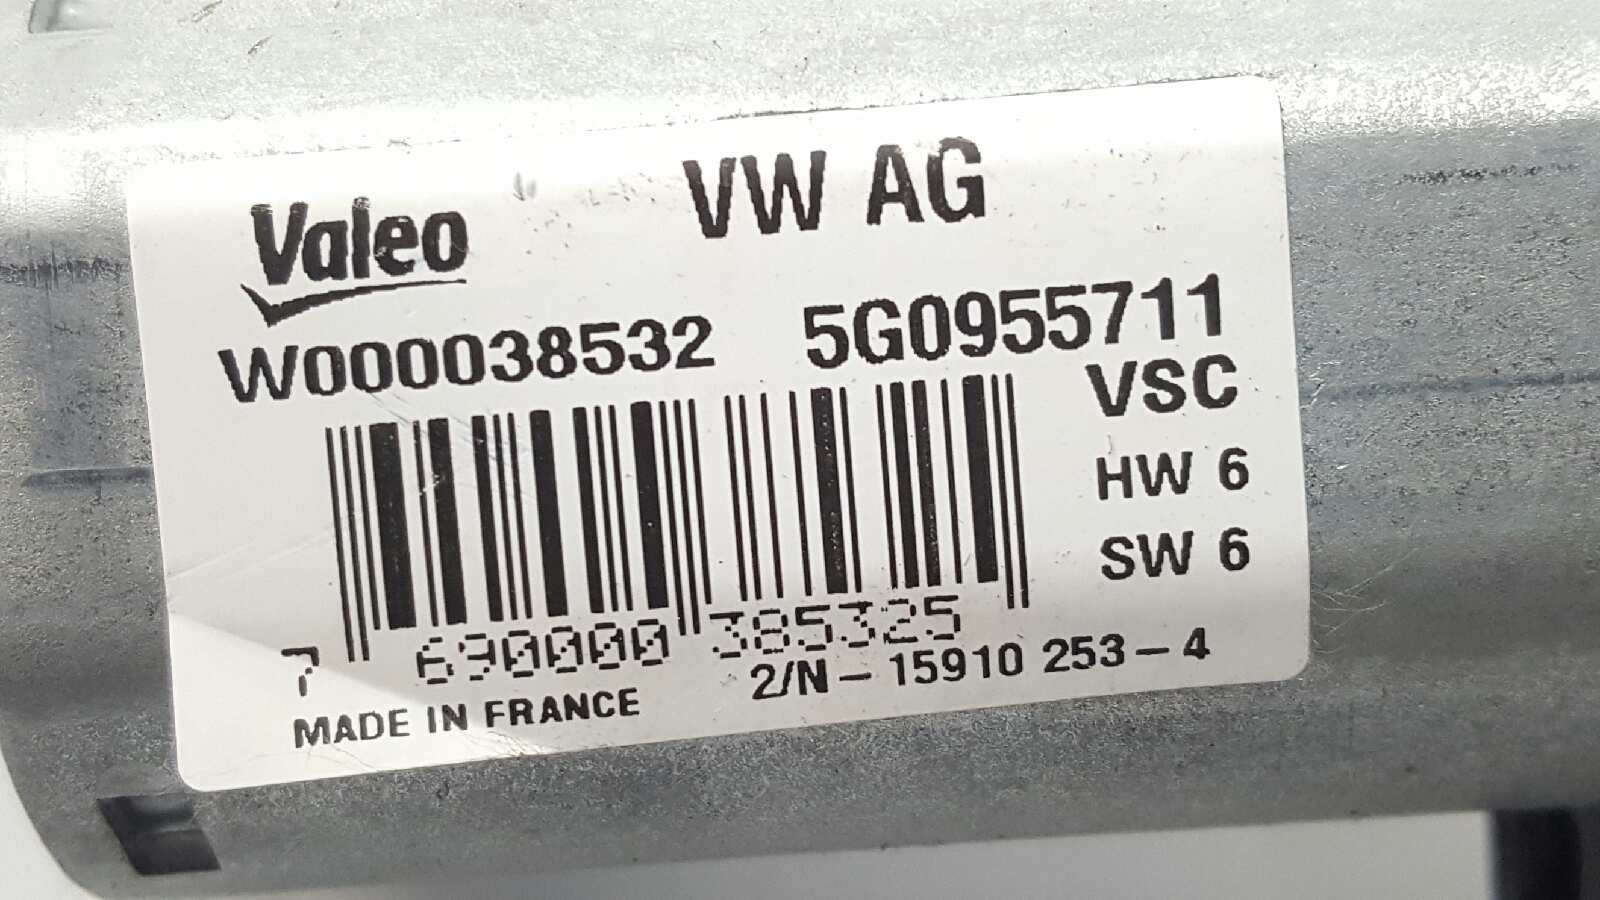 VW AG
Valeo
W000038532 5G0955711
VSC
HW 6
SW 6
7 690000 385325
MADE IN FRANCE 2/N - 15910 253-4